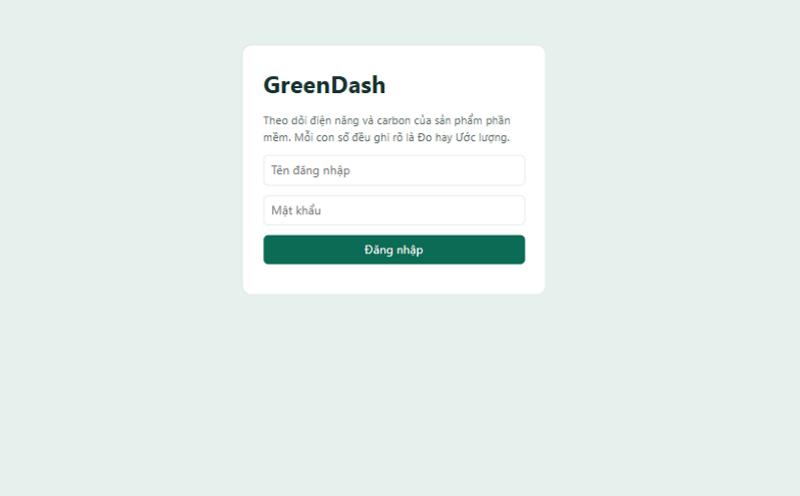 GreenDash
Theo dõi điện năng và carbon của sản phẩm phần
mềm. Mỗi con số đều ghi rõ là Đo hay Ước lượng.
Tên đăng nhập
Mật khẩu
Đăng nhập